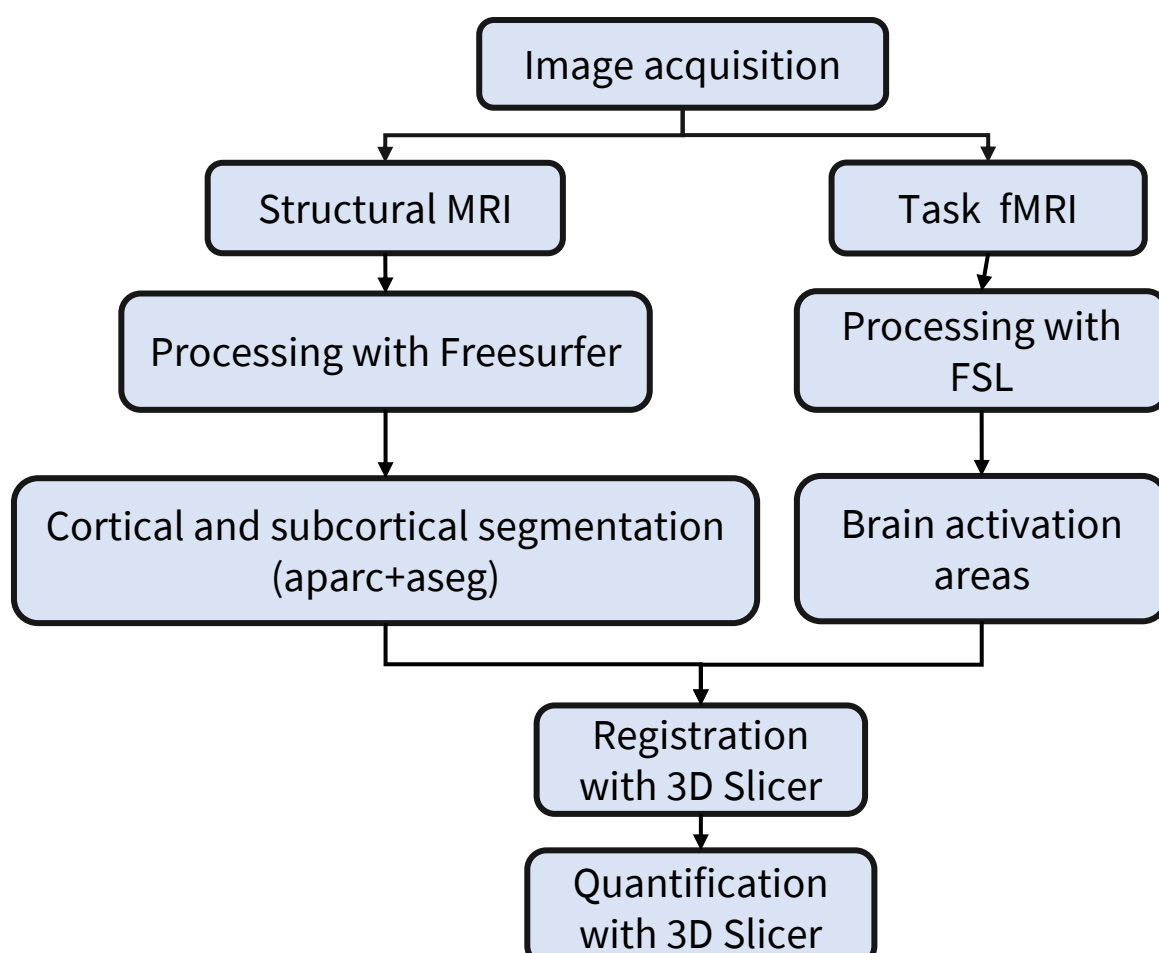 Image acquisition
Structural MRI
Task fMRI
Processing with Freesurfer
Processing with
FSL
Cortical and subcortical segmentation
(aparc+aseg)
Brain activation
areas
Registration
with 3D Slicer
Quantification
with 3D Slicer